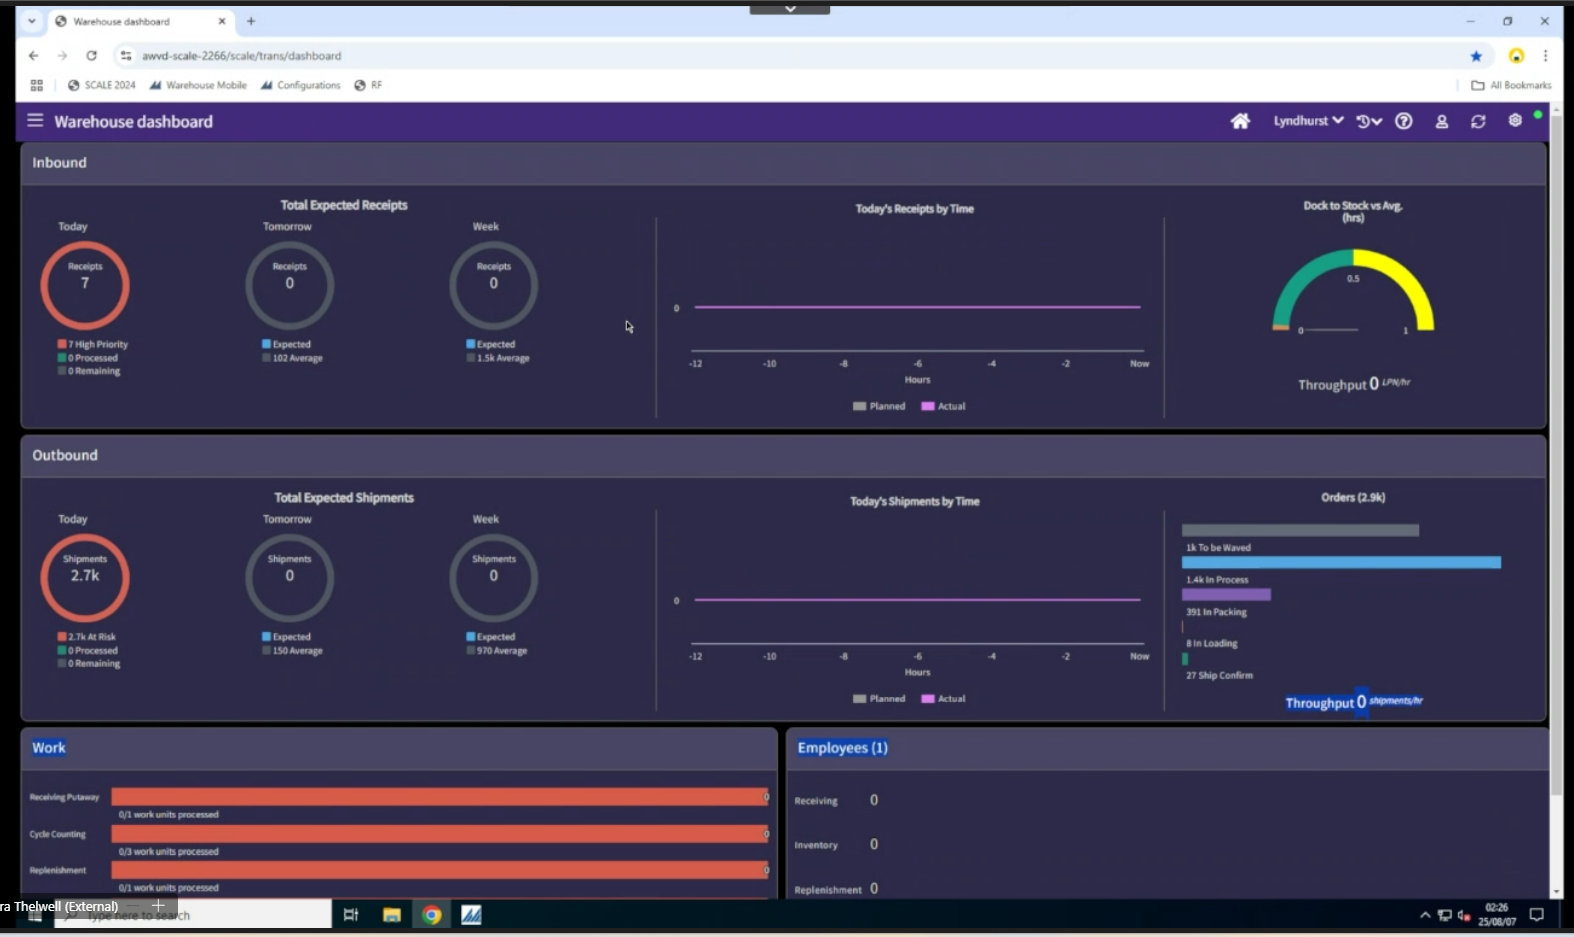 Warehouse dashboard
awvd-scale-2266/scale/trans/dashboard
SCALE 2024 Warehouse Mobile Configurations RF
All Bookmarks
Warehouse dashboard
Lyndhurst
Inbound
Total Expected Receipts
Today
Tomorrow
Week
Receipts
7
Receipts
0
Receipts
0
7 High Priority
0 Processed
0 Remaining
Expected
102 Average
Expected
1.5k Average
Today's Receipts by Time
0
-12 -10 -8 -6 -4 -2 Now
Hours
Planned Actual
Dock to Stock vs Avg.
(hrs)
0.5
0 1
Throughput 0 LPN/hr
Outbound
Total Expected Shipments
Today
Tomorrow
Week
Shipments
2.7k
Shipments
0
Shipments
0
2.7k At Risk
0 Processed
0 Remaining
Expected
150 Average
Expected
970 Average
Today's Shipments by Time
0
-12 -10 -8 -6 -4 -2 Now
Hours
Planned Actual
Orders (2.9k)
1k To be Waved
1.4k In Process
391 In Packing
8 In Loading
27 Ship Confirm
Throughput 0 shipments/hr
Work
Receiving Putaway 0
0/1 work units processed
Cycle Counting 0
0/3 work units processed
Replenishment 0
0/1 work units processed
Employees (1)
Receiving 0
Inventory 0
Replenishment 0
ra Thelwell (External)
Type here to search
02:26
25/08/07